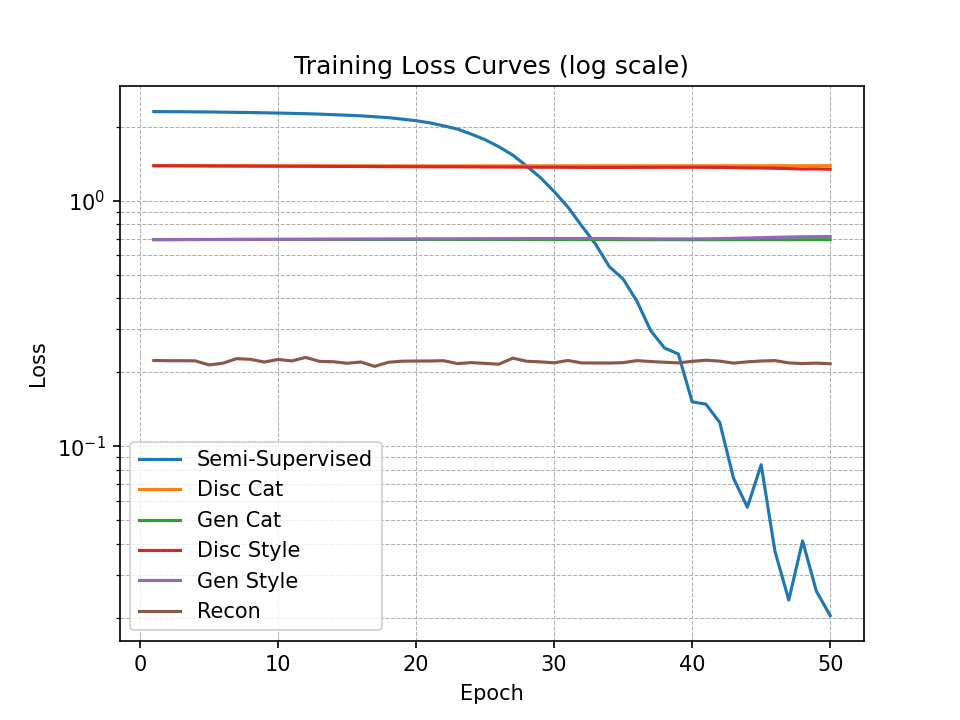 Training Loss Curves (log scale)
Loss
10⁰
10⁻¹
Semi-Supervised
Disc Cat
Gen Cat
Disc Style
Gen Style
Recon
0 10 20 30 40 50
Epoch